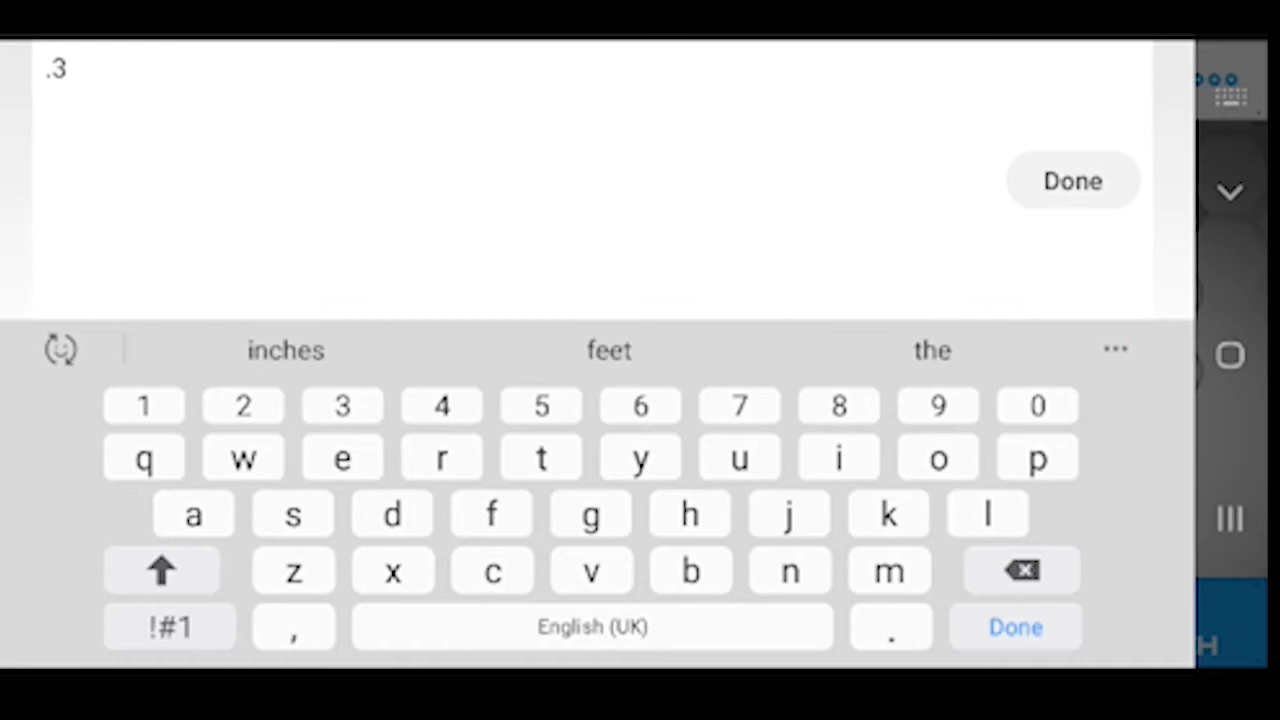 .3
Done
inches feet the ...
1 2 3 4 5 6 7 8 9 0
q w e r t y u i o p
a s d f g h j k l
z x c v b n m
!#1 , English (UK) . Done
H